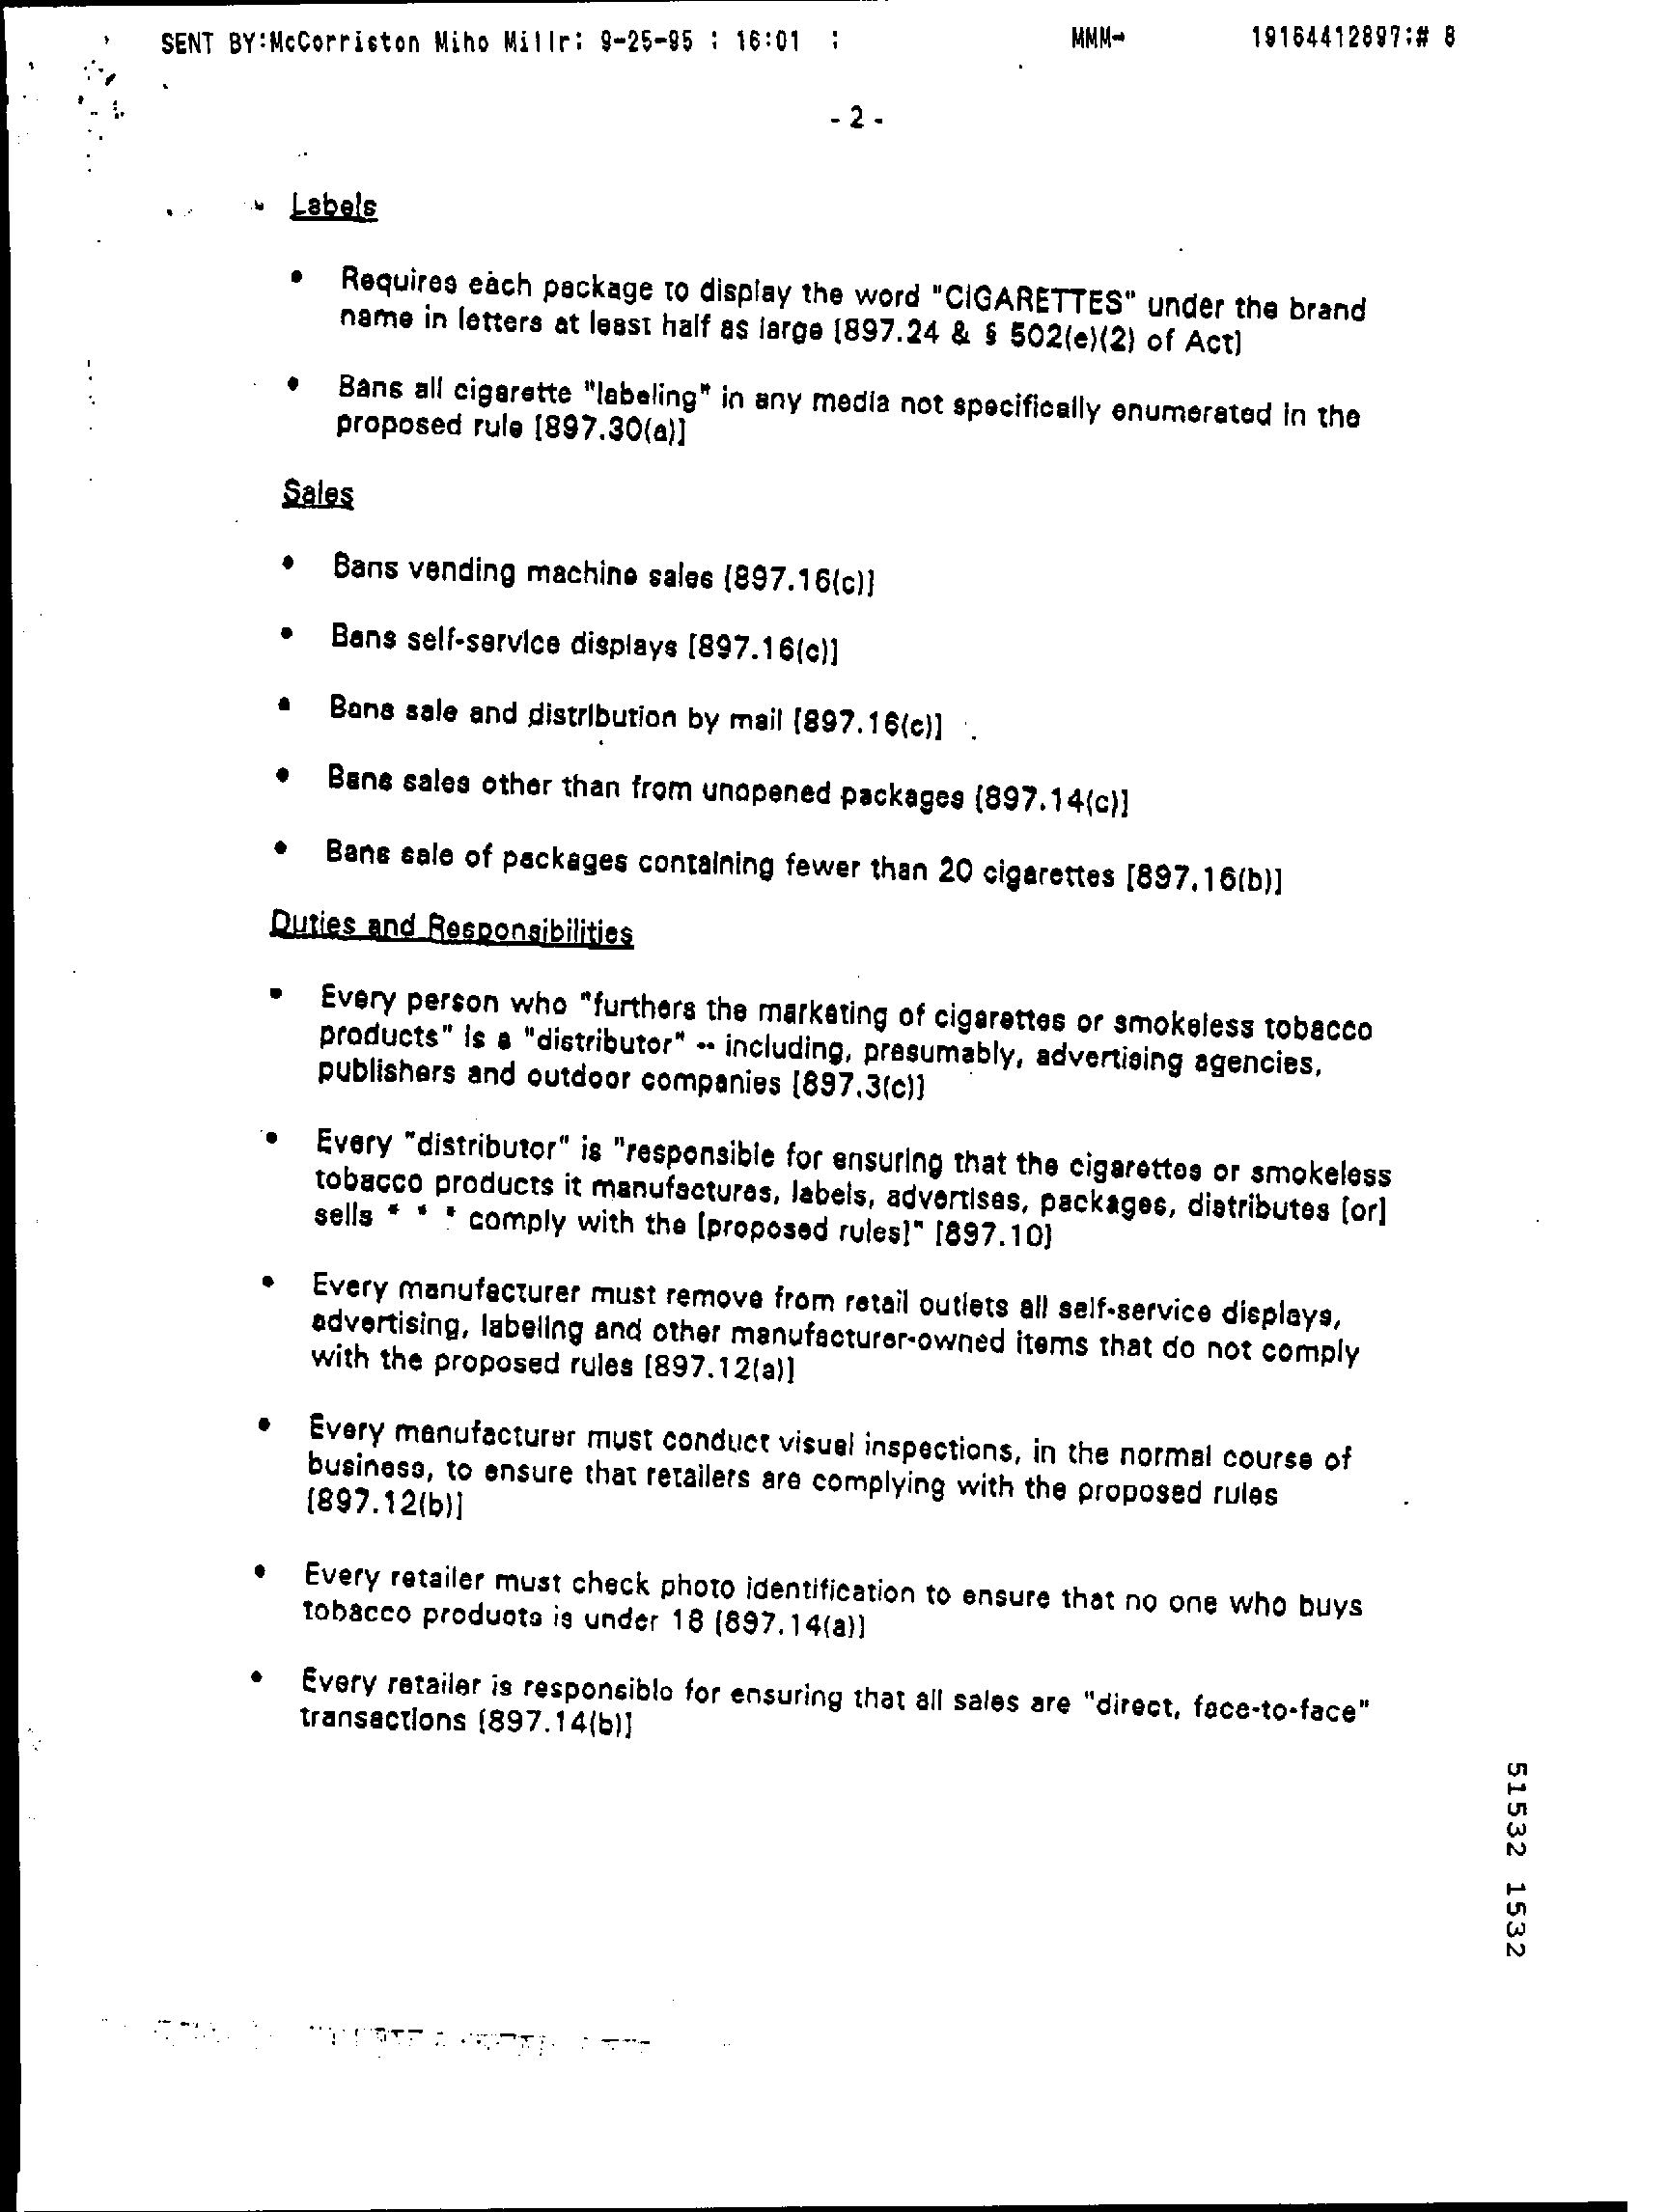 SENT BY:McCorriston Miho Millr: 9-25-95 : 16:01 : MMM→ 19164412897:# 8
- 2 -
Labels
• Requires each package to display the word "CIGARETTES" under the brand
name in letters at least half as large [897.24 & § 502(e)(2) of Act]
• Bans all cigarette "labeling" in any media not specifically enumerated in the
proposed rule [897.30(a)]
Sales
• Bans vending machine sales [897.16(c)]
• Bans self-service displays [897.16(c)]
• Bans sale and distribution by mail [897.16(c)]
• Bans sales other than from unopened packages [897.14(c)]
• Bans sale of packages containing fewer than 20 cigarettes [897.16(b)]
Duties and Responsibilities
• Every person who "furthers the marketing of cigarettes or smokeless tobacco
products" is a "distributor" -- including, presumably, advertising agencies,
publishers and outdoor companies [897.3(c)]
• Every "distributor" is "responsible for ensuring that the cigarettes or smokeless
tobacco products it manufactures, labels, advertises, packages, distributes [or]
sells * * * comply with the [proposed rules]" [897.10]
• Every manufacturer must remove from retail outlets all self-service displays,
advertising, labeling and other manufacturer-owned items that do not comply
with the proposed rules [897.12(a)]
• Every manufacturer must conduct visual inspections, in the normal course of
business, to ensure that retailers are complying with the proposed rules
[897.12(b)]
• Every retailer must check photo identification to ensure that no one who buys
tobacco products is under 18 [897.14(a)]
• Every retailer is responsible for ensuring that all sales are "direct, face-to-face"
transactions [897.14(b)]
51532 1532